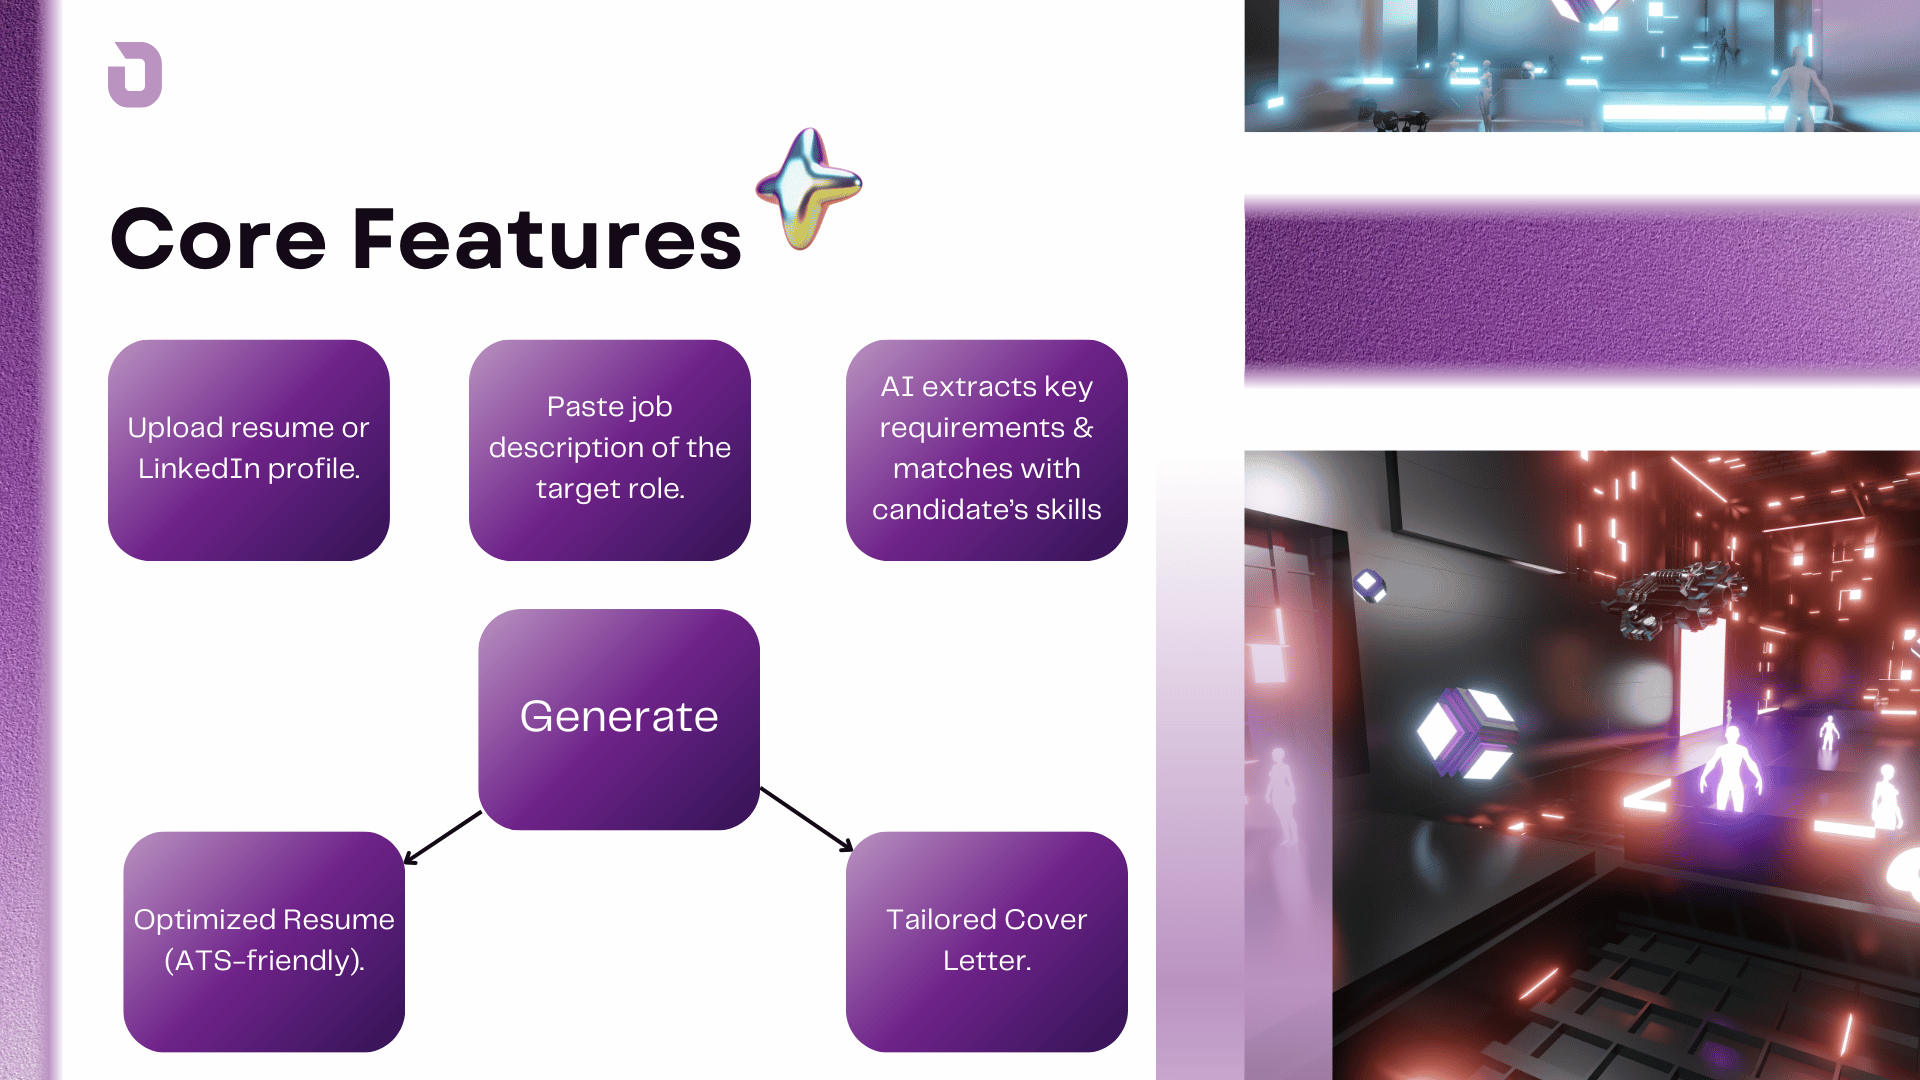 Core Features
Upload resume or
LinkedIn profile.
Paste job
description of the
target role.
AI extracts key
requirements &
matches with
candidate’s skills
Generate
Optimized Resume
(ATS-friendly).
Tailored Cover
Letter.